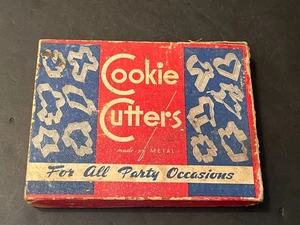 Cookie
Cutters
made of METAL
For All Party Occasions